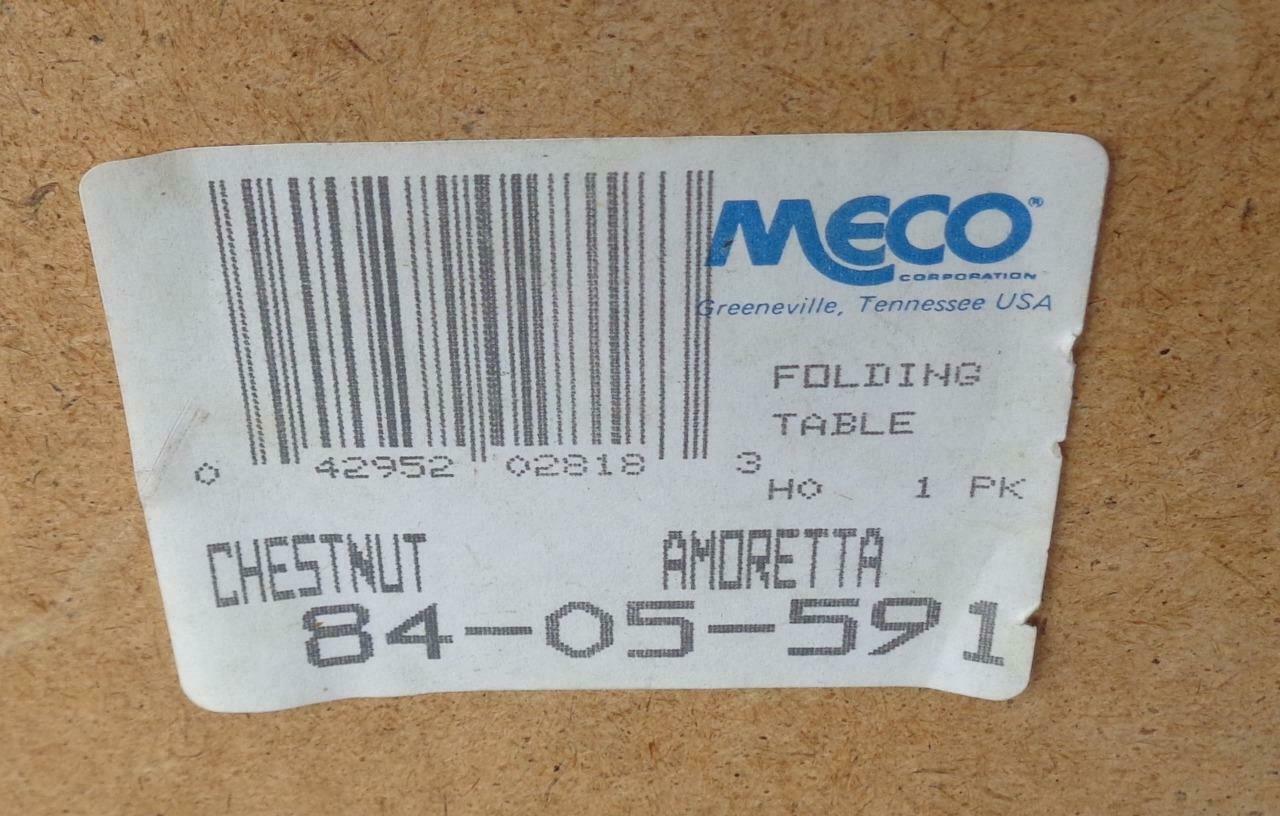 MECO®
CORPORATION
Greeneville, Tennessee USA
FOLDING
TABLE
0 42952 02818 3
HO 1 PK
CHESTNUT AMORETTA
84-05-591